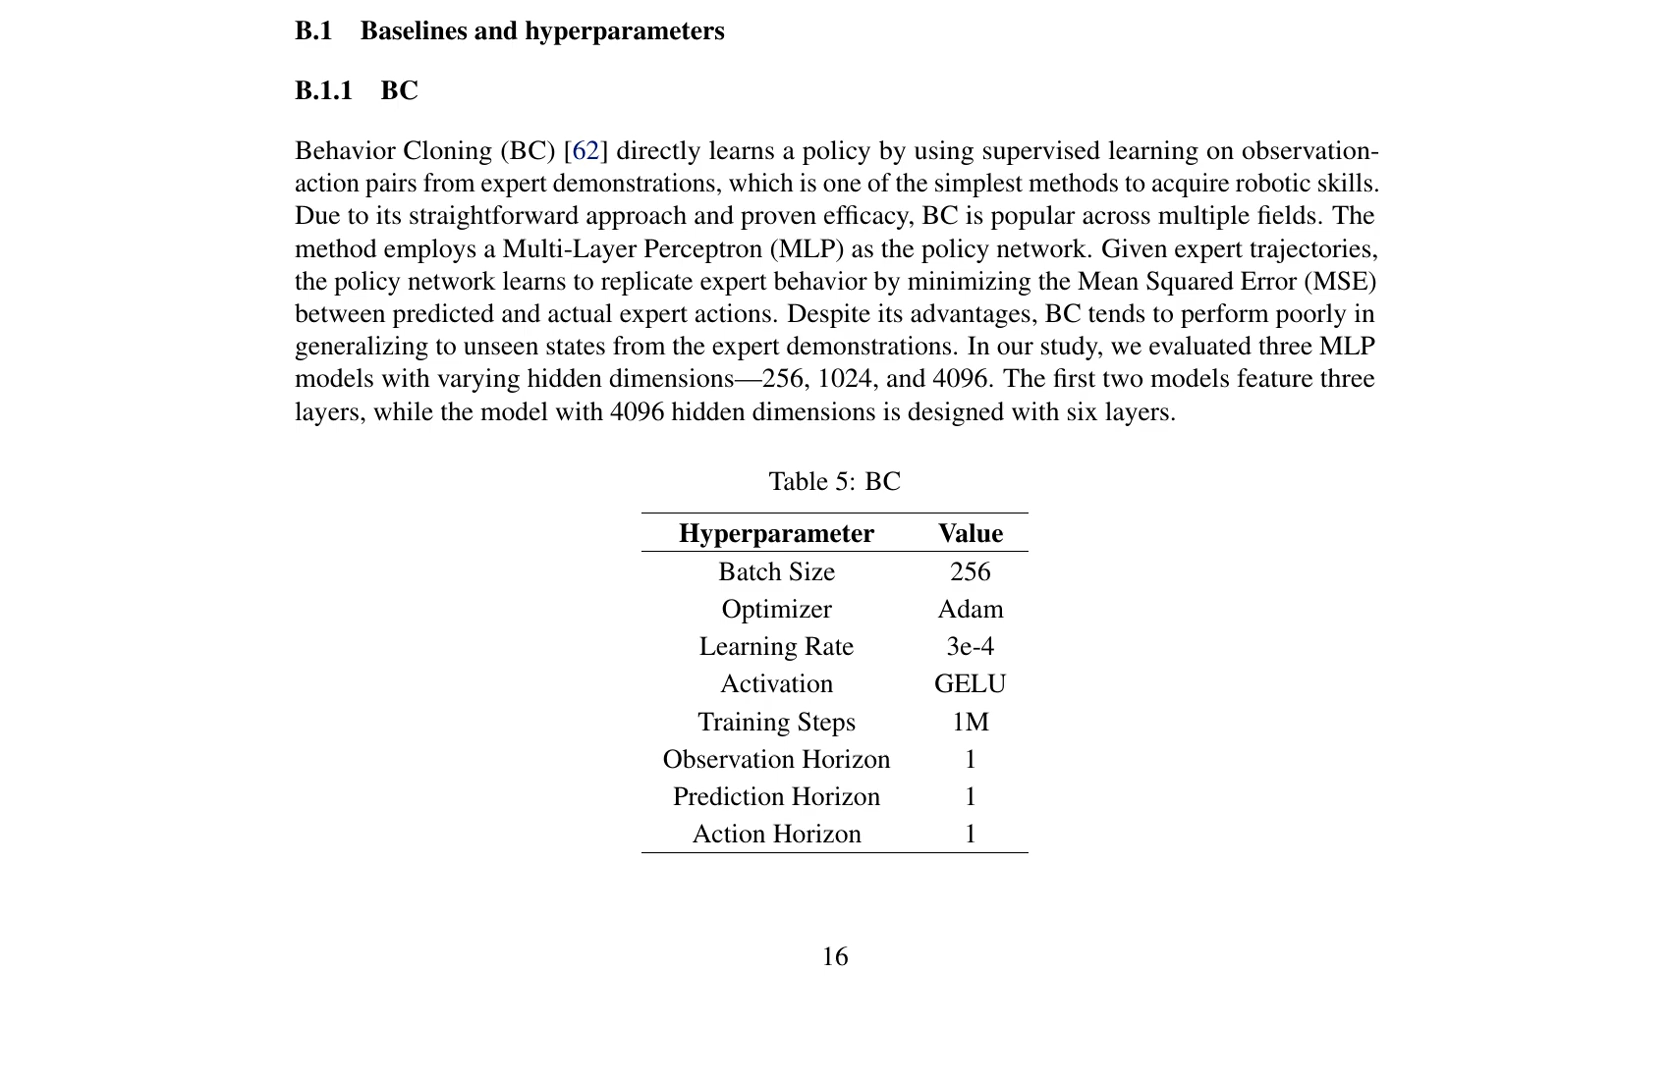 B.1 Baselines and hyperparameters
B.1.1 BC
Behavior Cloning (BC) [62] directly learns a policy by using supervised learning on observation-
action pairs from expert demonstrations, which is one of the simplest methods to acquire robotic skills.
Due to its straightforward approach and proven efficacy, BC is popular across multiple fields. The
method employs a Multi-Layer Perceptron (MLP) as the policy network. Given expert trajectories,
the policy network learns to replicate expert behavior by minimizing the Mean Squared Error (MSE)
between predicted and actual expert actions. Despite its advantages, BC tends to perform poorly in
generalizing to unseen states from the expert demonstrations. In our study, we evaluated three MLP
models with varying hidden dimensions—256, 1024, and 4096. The first two models feature three
layers, while the model with 4096 hidden dimensions is designed with six layers.
Table 5: BC
Hyperparameter Value
Batch Size 256
Optimizer Adam
Learning Rate 3e-4
Activation GELU
Training Steps 1M
Observation Horizon 1
Prediction Horizon 1
Action Horizon 1
16